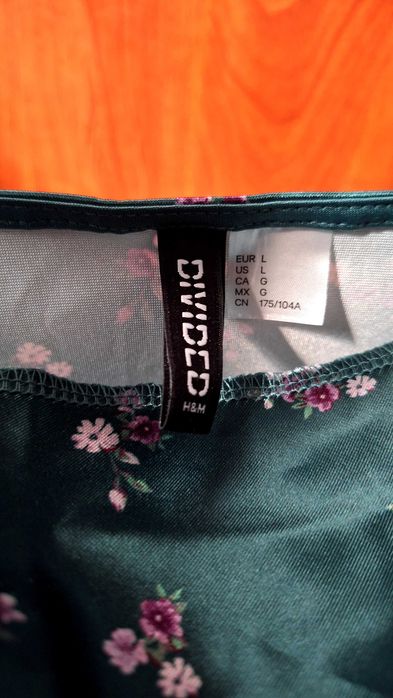 DIVIDED
H&M
EUR L
US L
CA G
MX G
CN 175/104A